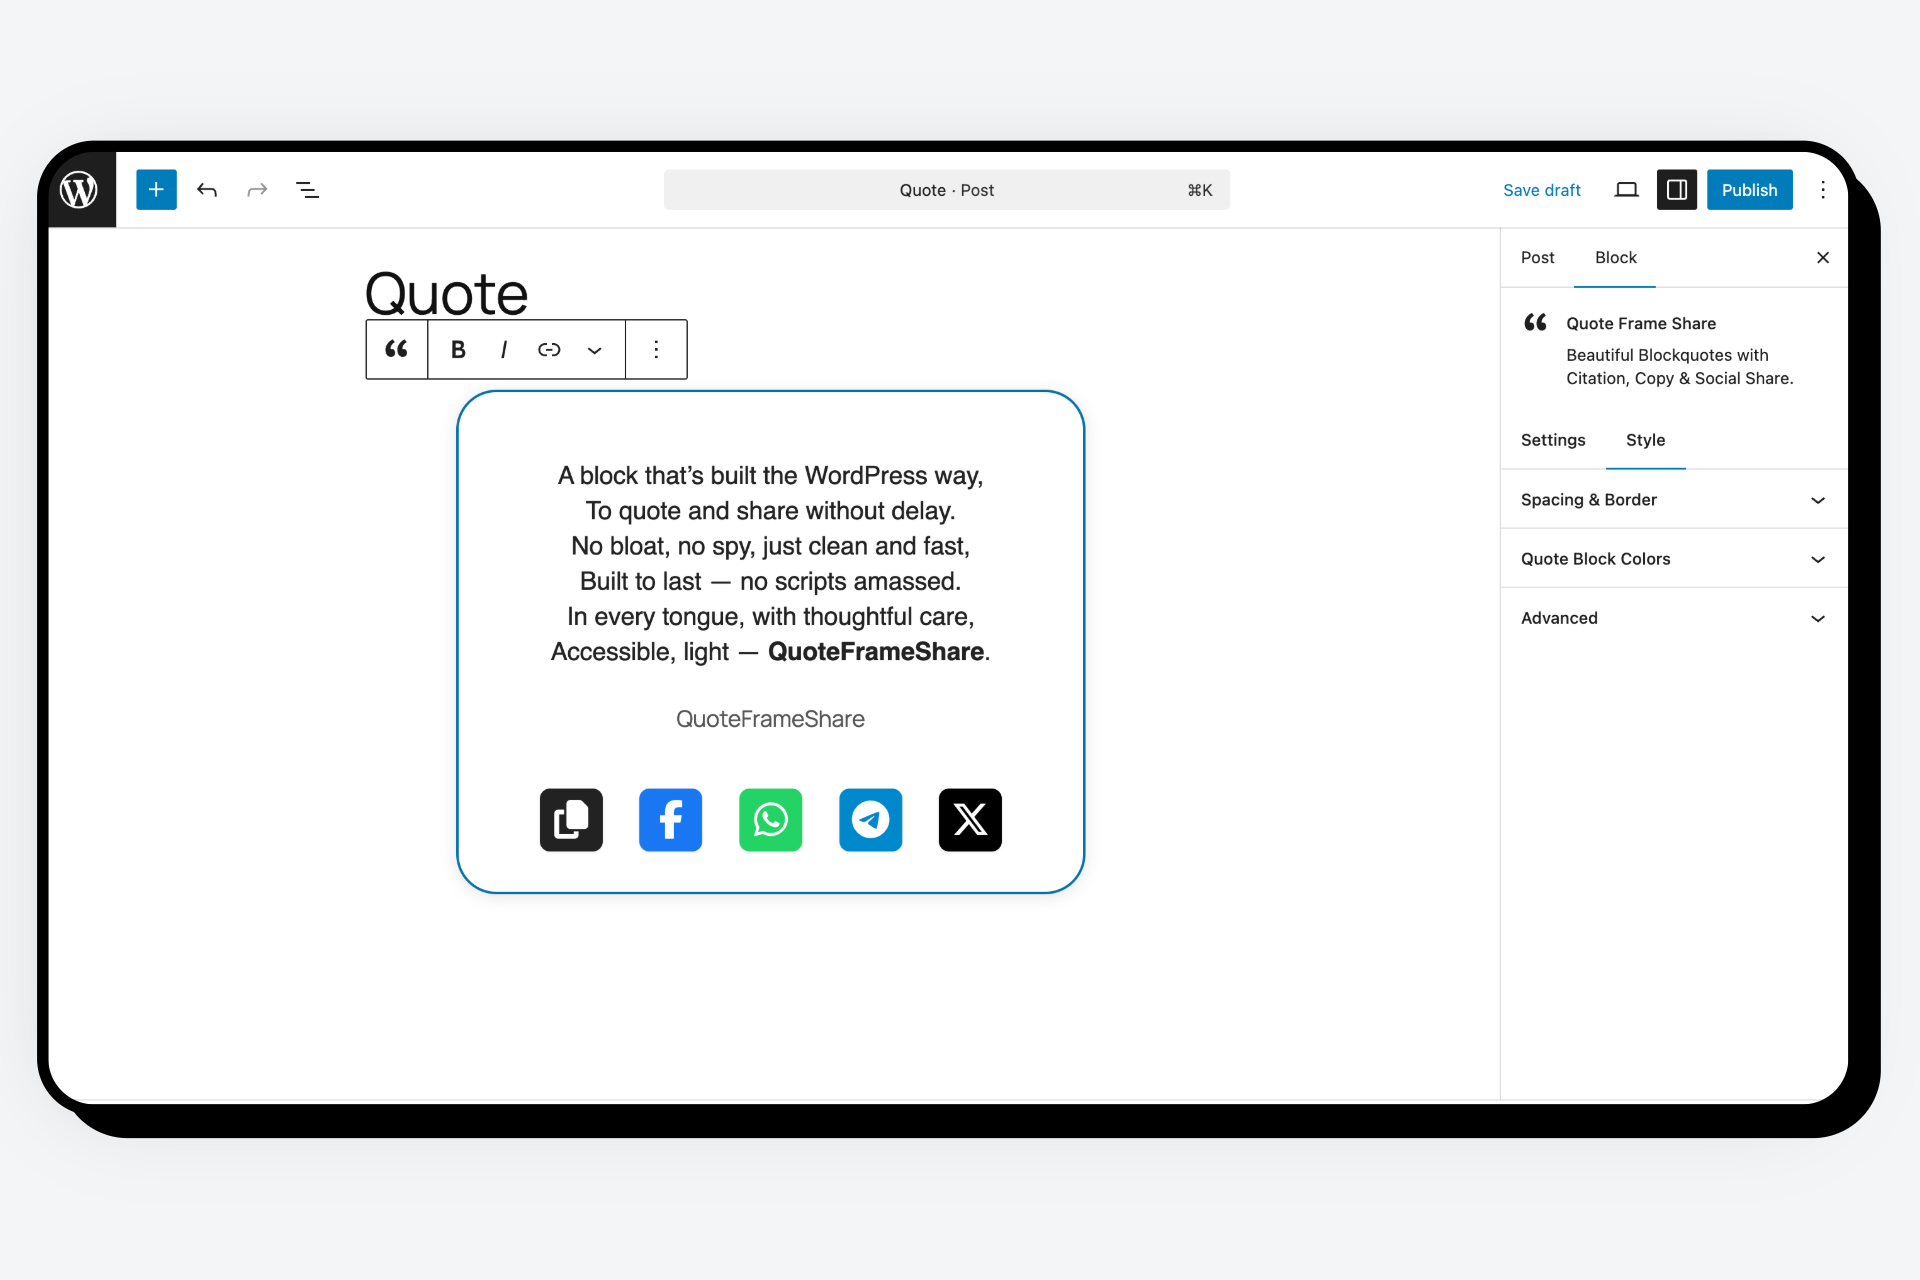 Quote · Post
⌘K
Save draft
Publish
Quote
B I
A block that’s built the WordPress way,
To quote and share without delay.
No bloat, no spy, just clean and fast,
Built to last — no scripts amassed.
In every tongue, with thoughtful care,
Accessible, light — QuoteFrameShare.
QuoteFrameShare
Post
Block
Quote Frame Share
Beautiful Blockquotes with
Citation, Copy & Social Share.
Settings
Style
Spacing & Border
Quote Block Colors
Advanced